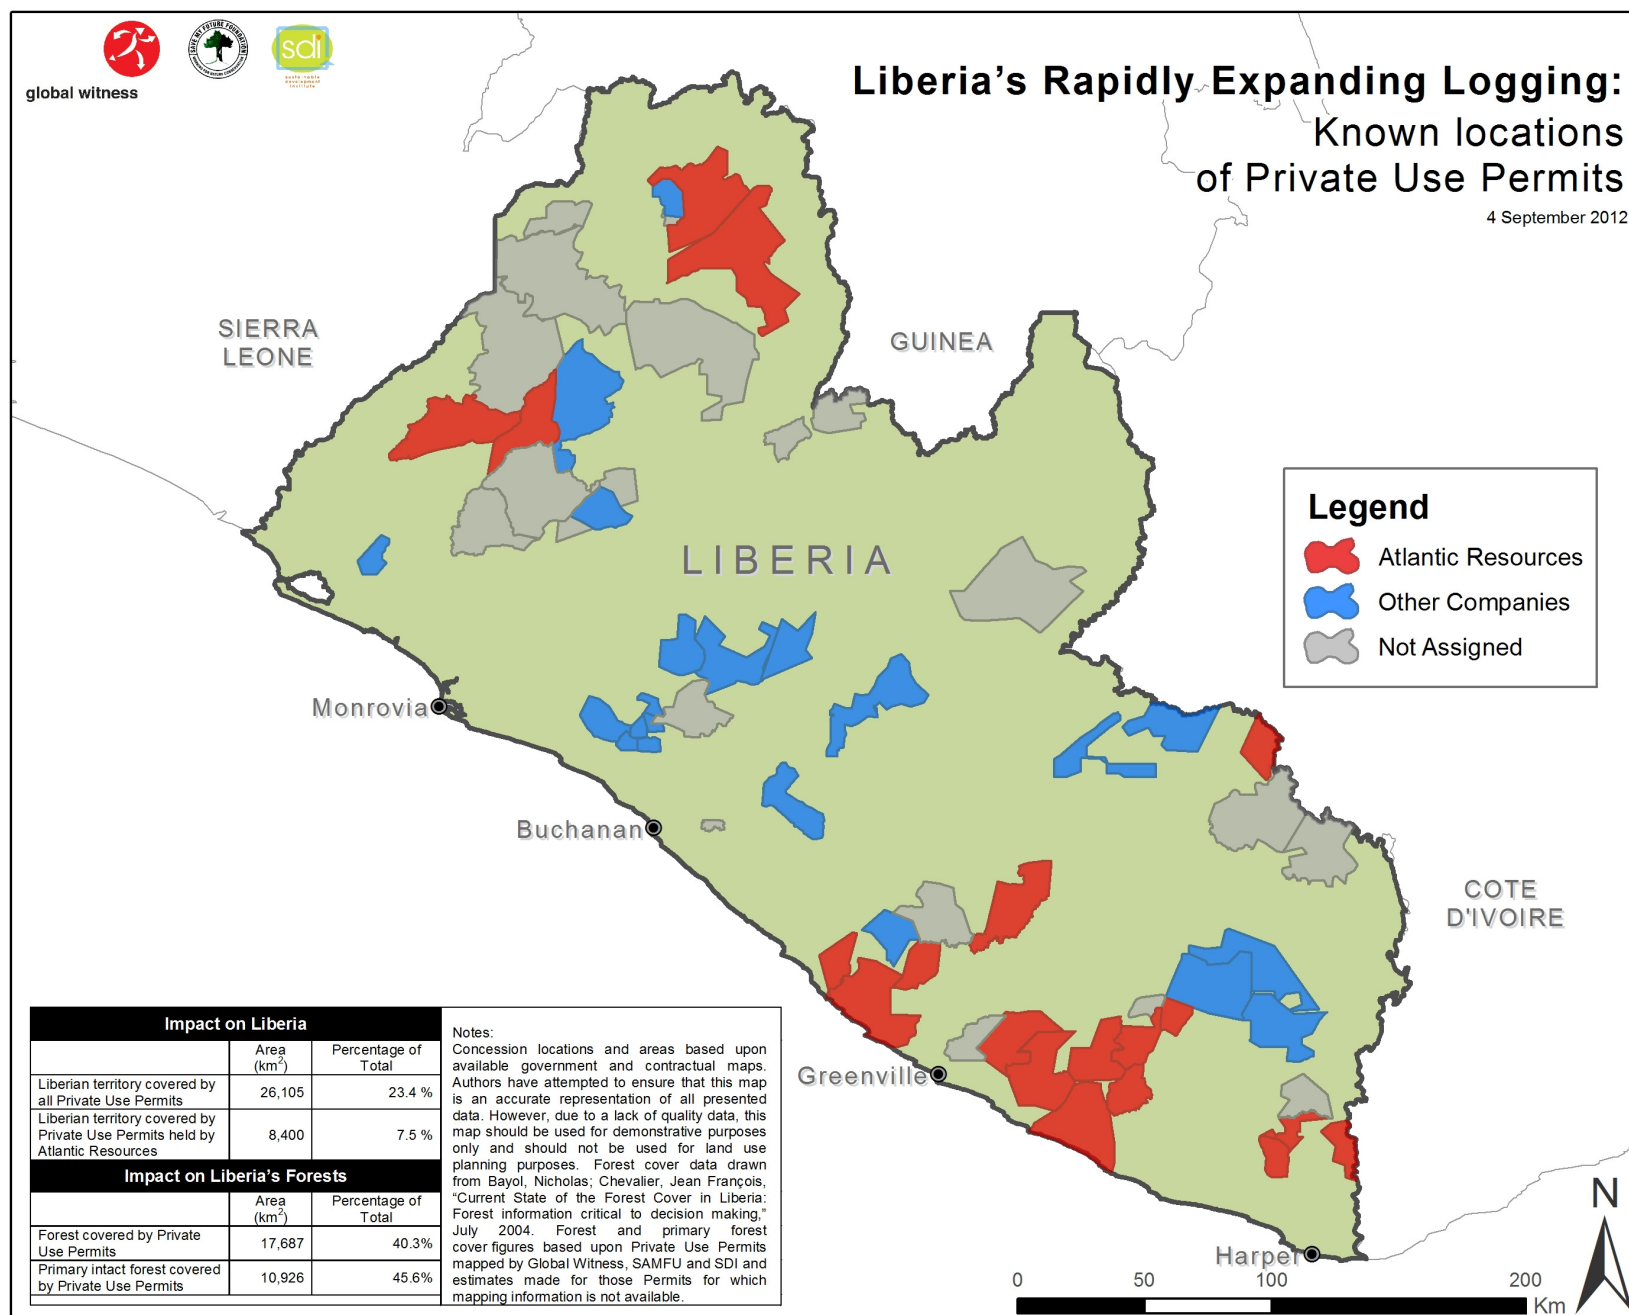 global witness
SAVE MY FUTURE FOUNDATION
sdi
sustainable
development
institute
Liberia's Rapidly Expanding Logging:
Known locations
of Private Use Permits
4 September 2012
SIERRA
LEONE
GUINEA
LIBERIA
COTE
D'IVOIRE
Monrovia
Buchanan
Greenville
Harper
Legend
Atlantic Resources
Other Companies
Not Assigned
Impact on Liberia
Area
(km²)
Percentage of
Total
Liberian territory covered by
all Private Use Permits
26,105
23.4 %
Liberian territory covered by
Private Use Permits held by
Atlantic Resources
8,400
7.5 %
Impact on Liberia's Forests
Area
(km²)
Percentage of
Total
Forest covered by Private
Use Permits
17,687
40.3%
Primary intact forest covered
by Private Use Permits
10,926
45.6%
Notes:
Concession locations and areas based upon
available government and contractual maps.
Authors have attempted to ensure that this map
is an accurate representation of all presented
data. However, due to a lack of quality data, this
map should be used for demonstrative purposes
only and should not be used for land use
planning purposes. Forest cover data drawn
from Bayol, Nicholas; Chevalier, Jean François,
“Current State of the Forest Cover in Liberia:
Forest information critical to decision making,”
July 2004. Forest and primary forest
cover figures based upon Private Use Permits
mapped by Global Witness, SAMFU and SDI and
estimates made for those Permits for which
mapping information is not available.
N
0 50 100 200
Km